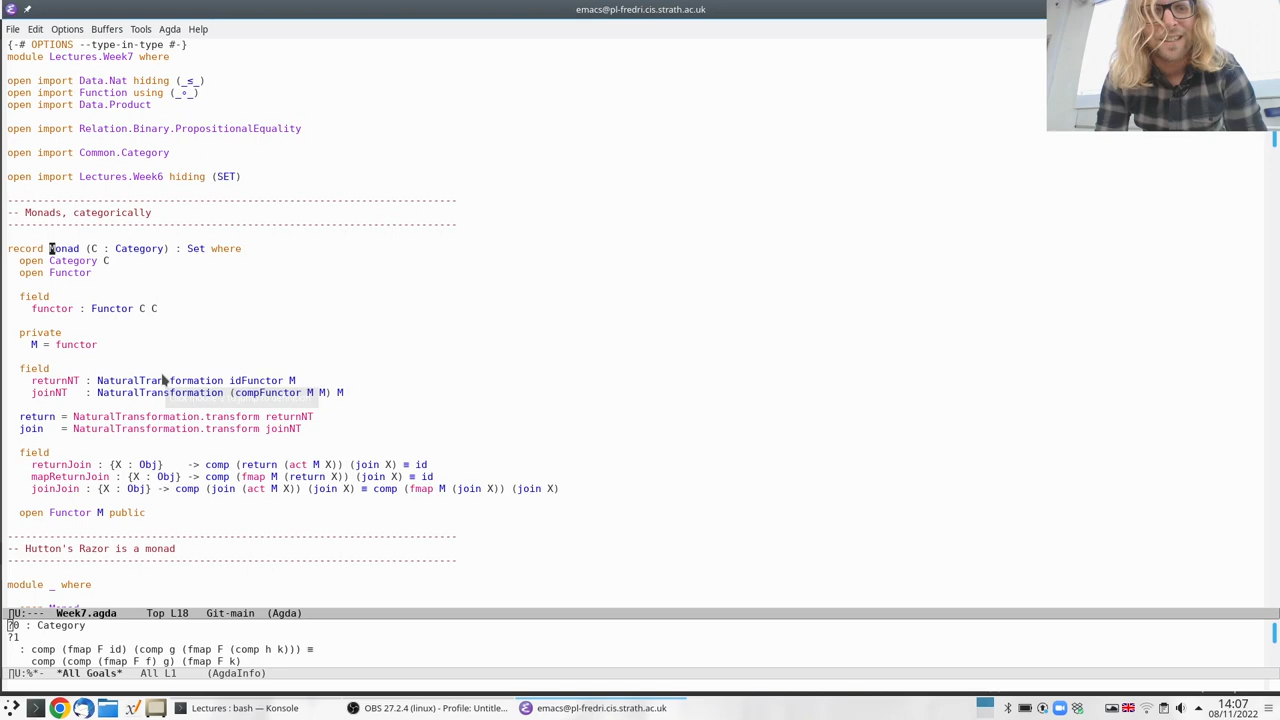 emacs@pl-fredri.cis.strath.ac.uk
File Edit Options Buffers Tools Agda Help
{-# OPTIONS --type-in-type #-}
module Lectures.Week7 where
open import Data.Nat hiding (_≤_)
open import Function using (_∘_)
open import Data.Product
open import Relation.Binary.PropositionalEquality
open import Common.Category
open import Lectures.Week6 hiding (SET)
---------------------------------------------------------------------------
-- Monads, categorically
---------------------------------------------------------------------------
record Monad (C : Category) : Set where
open Category C
open Functor
field
functor : Functor C C
private
M = functor
field
returnNT : NaturalTransformation idFunctor M
joinNT   : NaturalTransformation (compFunctor M M) M
return = NaturalTransformation.transform returnNT
join   = NaturalTransformation.transform joinNT
field
returnJoin : {X : Obj}    -> comp (return (act M X)) (join X) ≡ id
mapReturnJoin : {X : Obj} -> comp (fmap M (return X)) (join X) ≡ id
joinJoin : {X : Obj} -> comp (join (act M X)) (join X) ≡ comp (fmap M (join X)) (join X)
open Functor M public
---------------------------------------------------------------------------
-- Hutton's Razor is a monad
---------------------------------------------------------------------------
module _ where
U:--- Week7.agda Top L18 Git-main (Agda)
?0 : Category
?1
: comp (fmap F id) (comp g (fmap F (comp h k))) ≡
comp (comp (fmap F f) g) (fmap F k)
U:%*- *All Goals* All L1 (AgdaInfo)
Lectures : bash — Konsole
OBS 27.2.4 (linux) - Profile: Untitle...
emacs@pl-fredri.cis.strath.ac.uk
14:07
08/11/2022